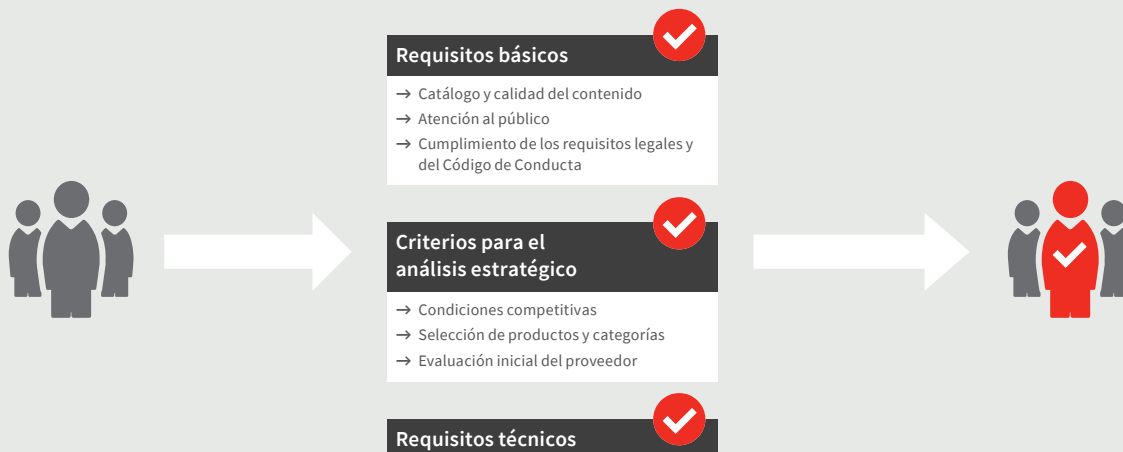 Requisitos básicos
→ Catálogo y calidad del contenido
→ Atención al público
→ Cumplimiento de los requisitos legales y
del Código de Conducta
Criterios para el
análisis estratégico
→ Condiciones competitivas
→ Selección de productos y categorías
→ Evaluación inicial del proveedor
Requisitos técnicos